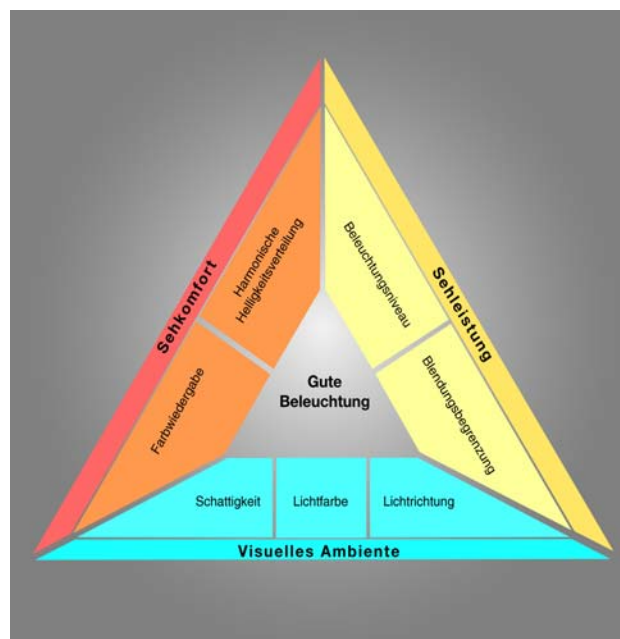 Sehkomfort
Harmonische
Helligkeitsverteilung
Farbwiedergabe
Beleuchtungsniveau
Sehleistung
Blendungsbegrenzung
Gute
Beleuchtung
Schattigkeit
Lichtfarbe
Lichtrichtung
Visuelles Ambiente